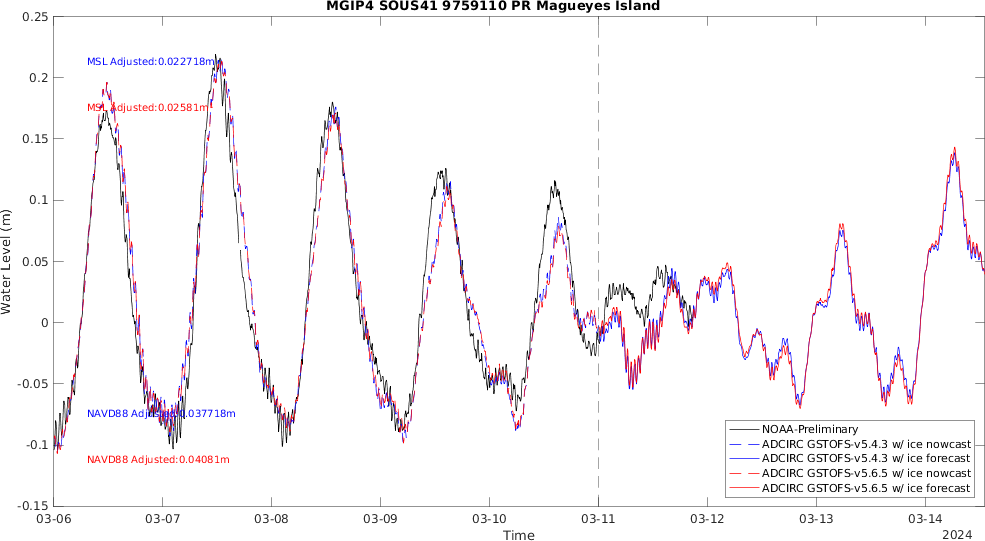 MGIP4 SOUS41 9759110 PR Magueyes Island
0.25
0.2
0.15
0.1
0.05
0
-0.05
-0.1
-0.15
Water Level (m)
MSL Adjusted:0.022718m
MSL Adjusted:0.02581m
NAVD88 Adjusted:0.037718m
NAVD88 Adjusted:0.04081m
NOAA-Preliminary
ADCIRC GSTOFS-v5.4.3 w/ ice nowcast
ADCIRC GSTOFS-v5.4.3 w/ ice forecast
ADCIRC GSTOFS-v5.6.5 w/ ice nowcast
ADCIRC GSTOFS-v5.6.5 w/ ice forecast
03-06 03-07 03-08 03-09 03-10 03-11 03-12 03-13 03-14
Time
2024